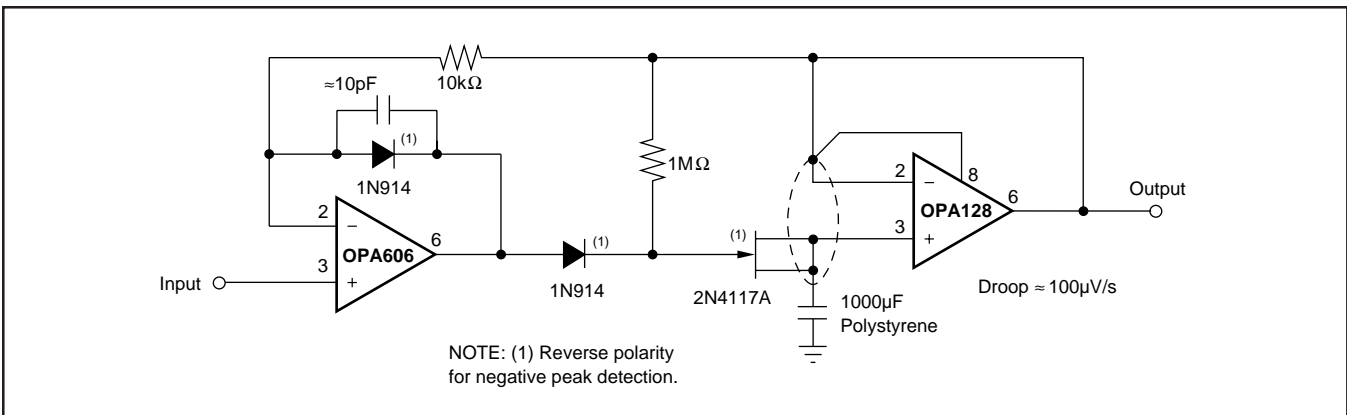 10kΩ
≈10pF
(1)
1N914
1MΩ
2
3
6
OPA606
Input
(1)
1N914
(1)
2N4117A
2
3
8
6
OPA128
Output
1000µF
Polystyrene
Droop ≈ 100µV/s
NOTE: (1) Reverse polarity
for negative peak detection.